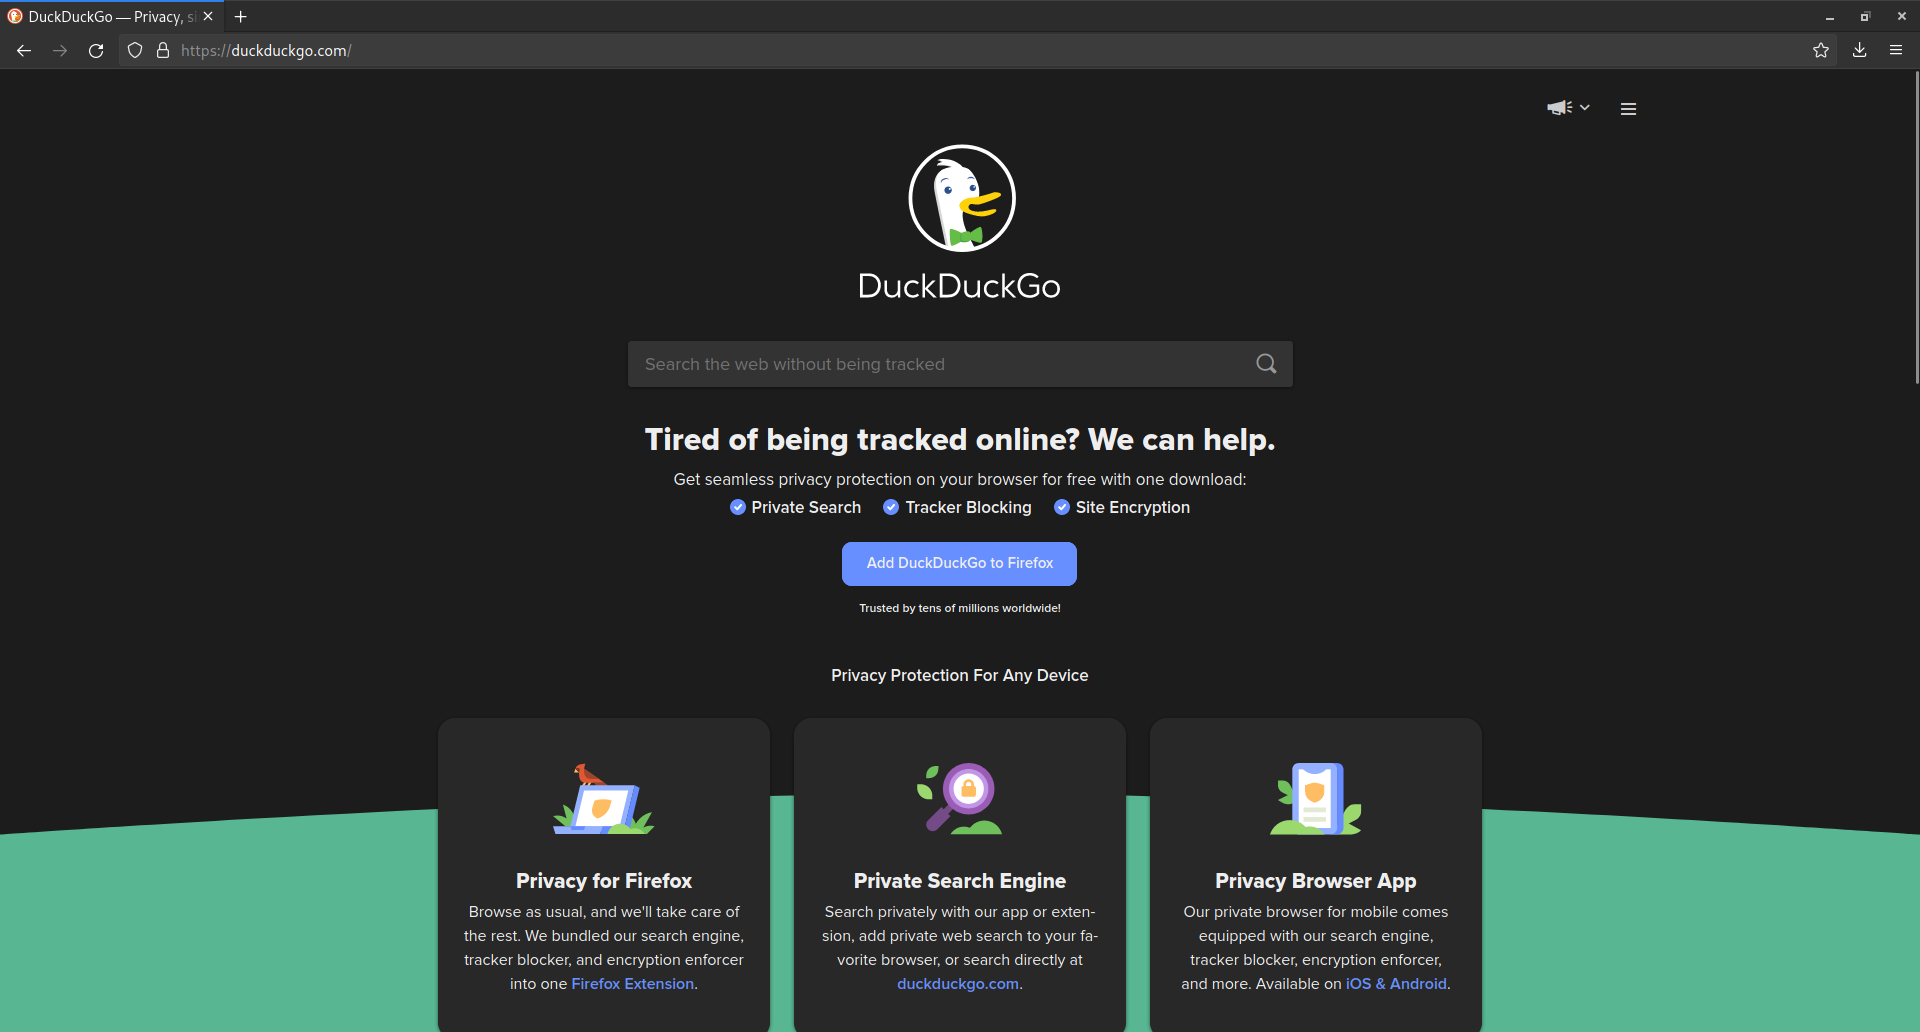 DuckDuckGo — Privacy, si
https://duckduckgo.com/
DuckDuckGo
Search the web without being tracked
Tired of being tracked online? We can help.
Get seamless privacy protection on your browser for free with one download:
Private Search Tracker Blocking Site Encryption
Add DuckDuckGo to Firefox
Trusted by tens of millions worldwide!
Privacy Protection For Any Device
Privacy for Firefox
Browse as usual, and we'll take care of
the rest. We bundled our search engine,
tracker blocker, and encryption enforcer
into one Firefox Extension.
Private Search Engine
Search privately with our app or exten-
sion, add private web search to your fa-
vorite browser, or search directly at
duckduckgo.com.
Privacy Browser App
Our private browser for mobile comes
equipped with our search engine,
tracker blocker, encryption enforcer,
and more. Available on iOS & Android.